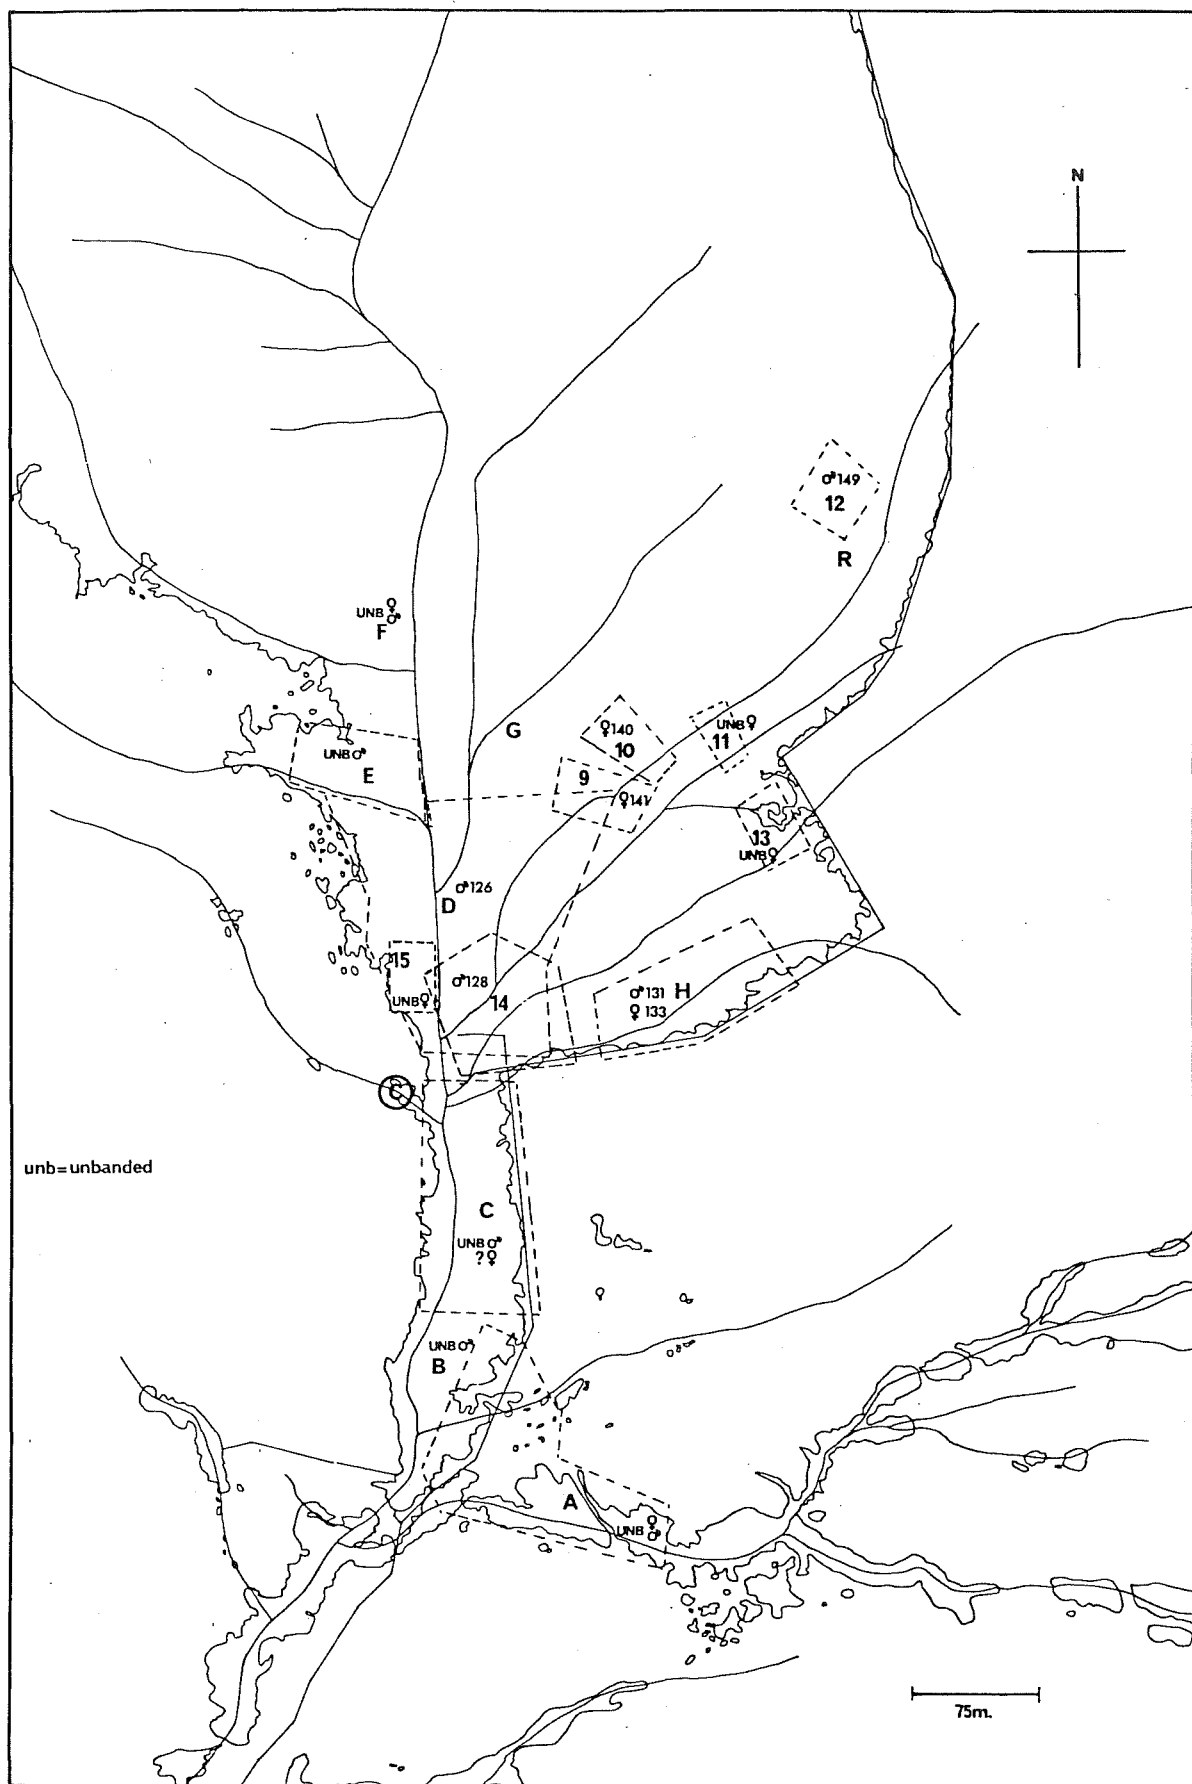 N
♂149
12
R
UNB ♀
♂
F
G
♀140
10
UNB♀
11
UNB♂
E
9
♀141
13
UNB♀
♂126
D
15
UNB♀
♂128
14
♂131 H
♀133
C
unb=unbanded
C
UNB♂
?♀
UNB♂
B
A
UNB ♀
♂
75m.